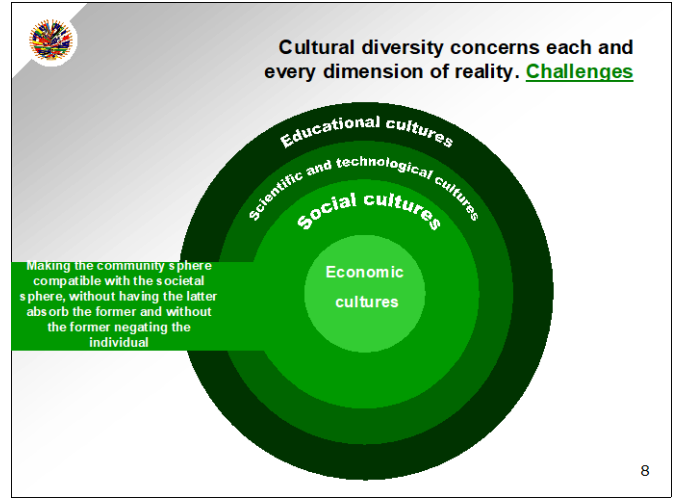 Cultural diversity concerns each and
every dimension of reality. Challenges
Educational cultures
Scientific and technological cultures
Social cultures
Economic
cultures
Making the community sphere
compatible with the societal
sphere, without having the latter
absorb the former and without
the former negating the
individual
8